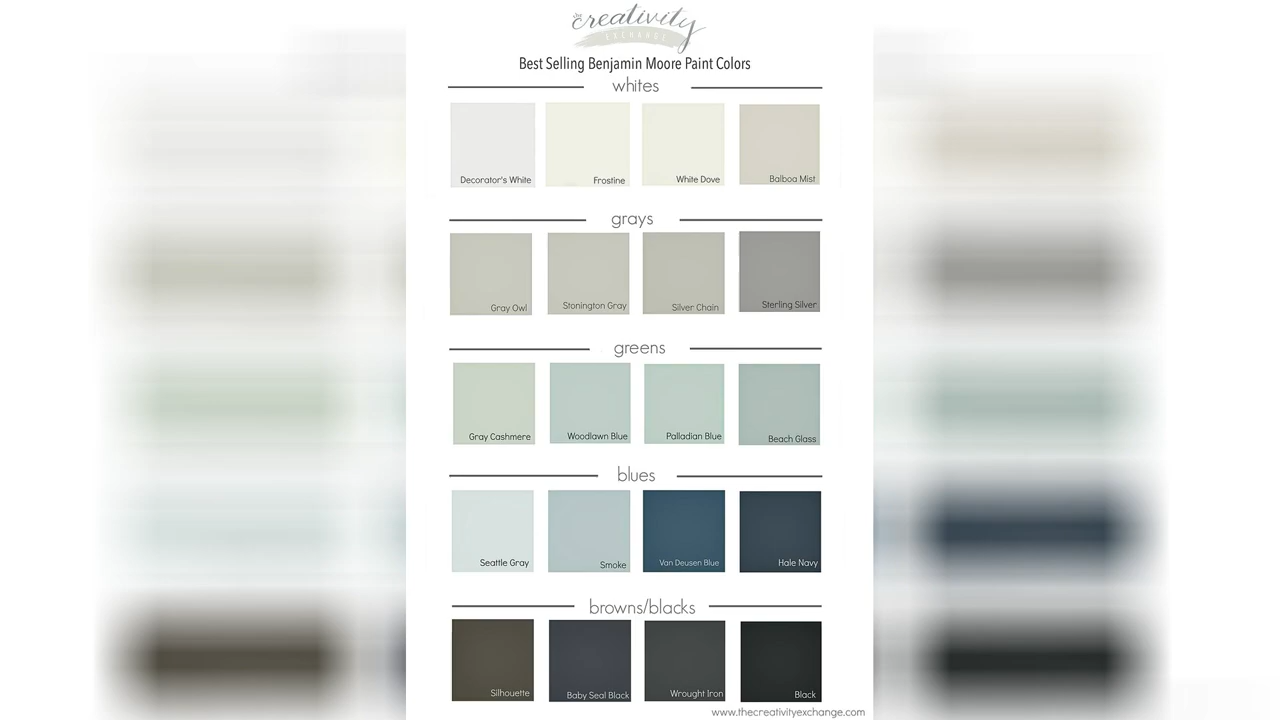 the
creativity
EXCHANGE
Best Selling Benjamin Moore Paint Colors
whites
Decorator's White
Frostine
White Dove
Balboa Mist
grays
Gray Owl
Stonington Gray
Silver Chain
Sterling Silver
greens
Gray Cashmere
Woodlawn Blue
Palladian Blue
Beach Glass
blues
Seattle Gray
Smoke
Van Deusen Blue
Hale Navy
browns/blacks
Silhouette
Baby Seal Black
Wrought Iron
Black
www.thecreativityexchange.com